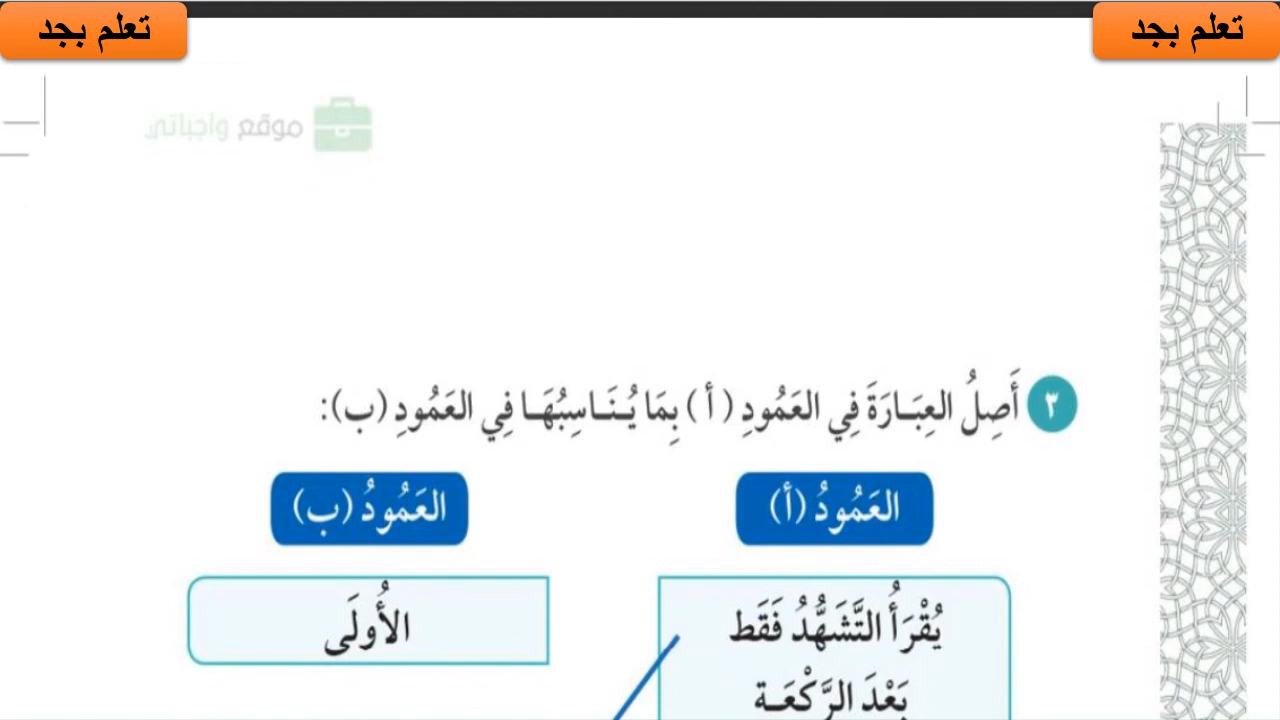 تعلم بجد
تعلم بجد
موقع واجباتي
٣ أَصِلُ العِبَارَةَ فِي العَمُودِ (أ) بِمَا يُنَاسِبُهَا فِي العَمُودِ (ب):
العَمُودُ (أ)
العَمُودُ (ب)
يُقْرَأُ التَّشَهُّدُ فَقَط
بَعْدَ الرَّكْعَة
الأُولَى